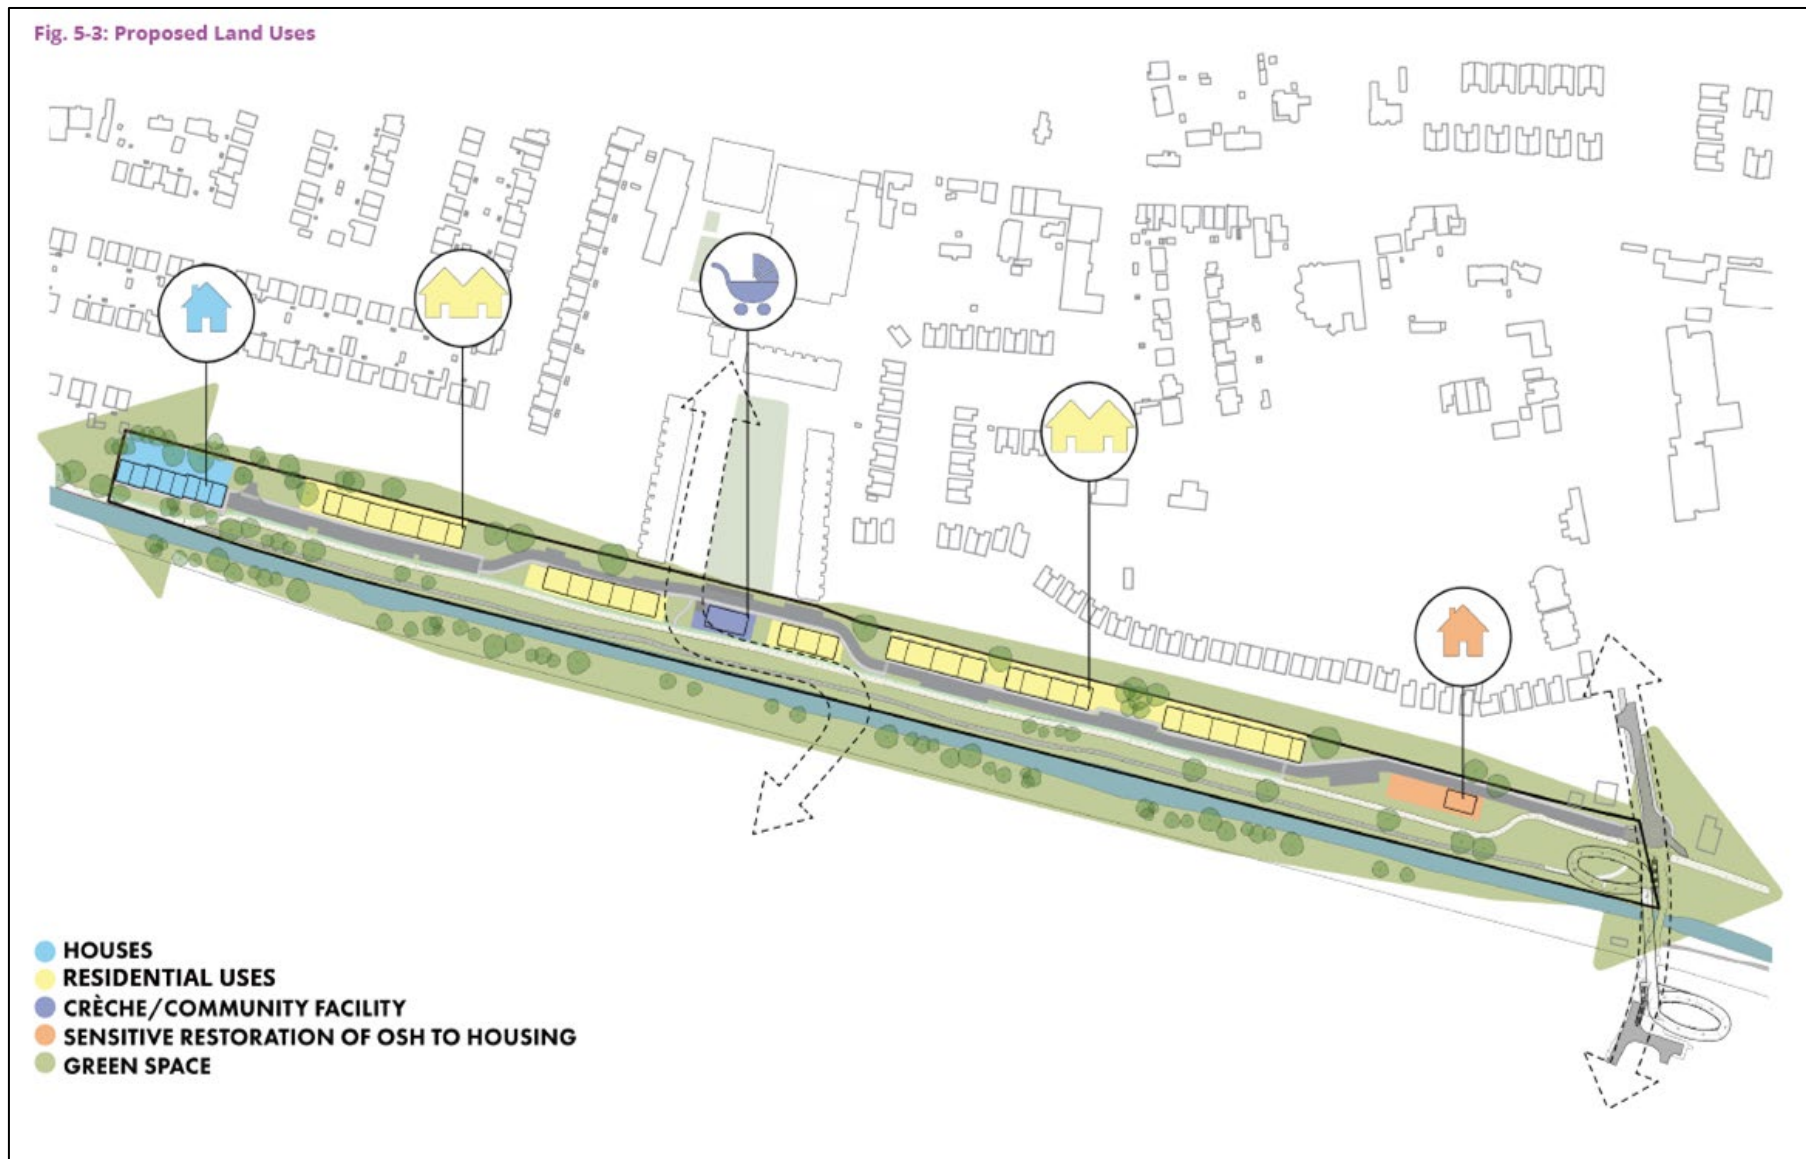 Fig. 5-3: Proposed Land Uses
HOUSES
RESIDENTIAL USES
CRÈCHE/COMMUNITY FACILITY
SENSITIVE RESTORATION OF OSH TO HOUSING
GREEN SPACE